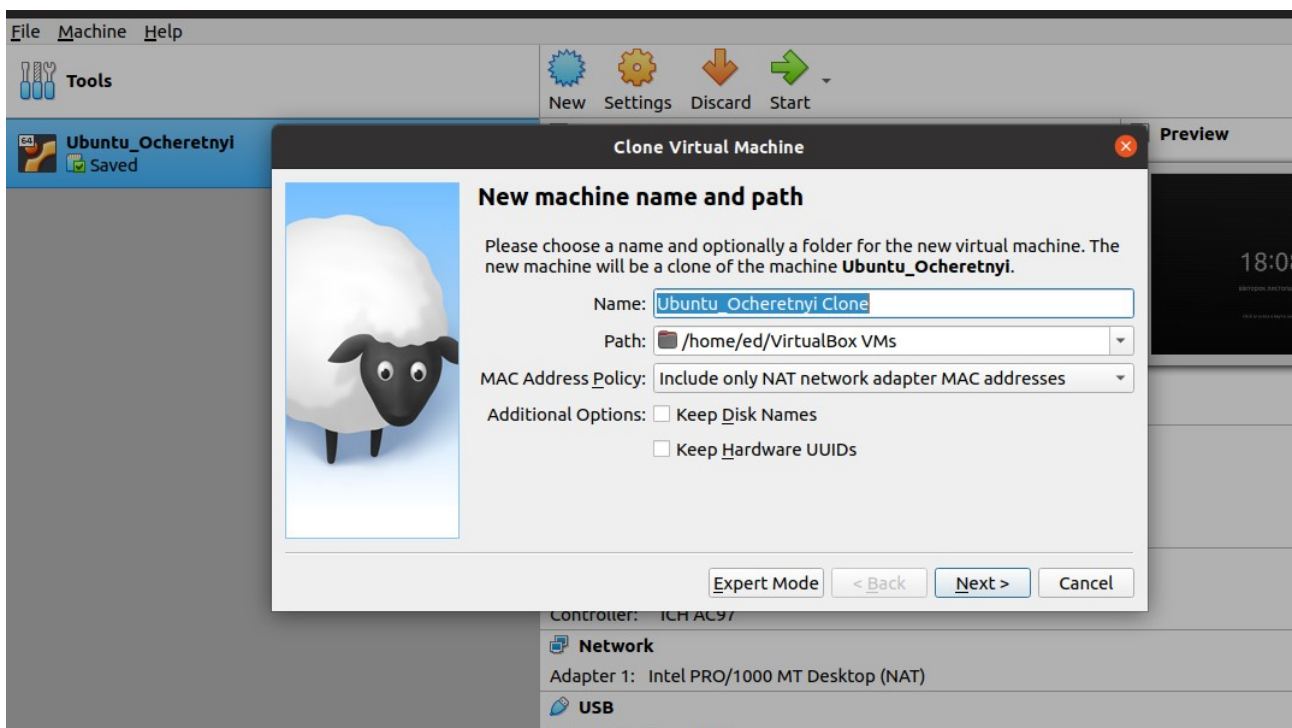 File Machine Help
Tools
New Settings Discard Start
64
Ubuntu_Ocheretnyi
Saved
Preview
18:0
Clone Virtual Machine
New machine name and path
Please choose a name and optionally a folder for the new virtual machine. The
new machine will be a clone of the machine Ubuntu_Ocheretnyi.
Name: Ubuntu_Ocheretnyi Clone
Path: /home/ed/VirtualBox VMs
MAC Address Policy: Include only NAT network adapter MAC addresses
Additional Options: Keep Disk Names
Keep Hardware UUIDs
Expert Mode < Back Next > Cancel
Controller: ICH AC97
Network
Adapter 1: Intel PRO/1000 MT Desktop (NAT)
USB